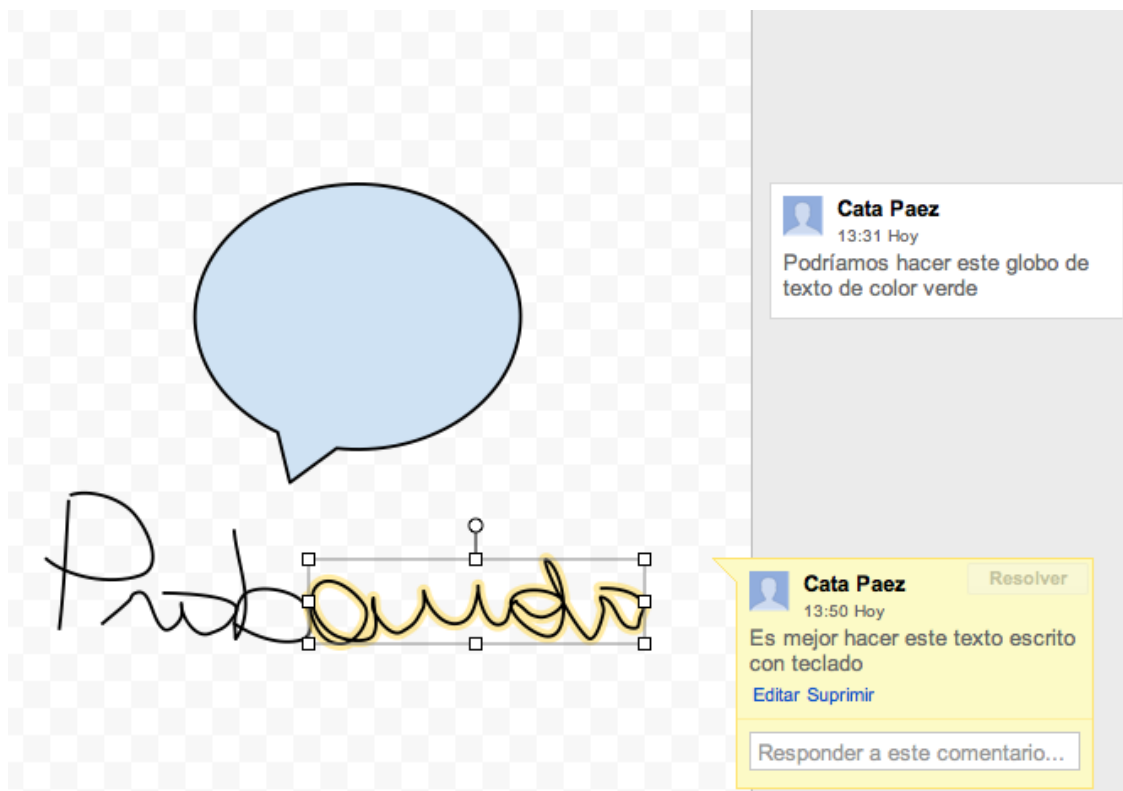 Cata Paez
13:31 Hoy
Podríamos hacer este globo de
texto de color verde
Probando
Cata Paez
Resolver
13:50 Hoy
Es mejor hacer este texto escrito
con teclado
Editar Suprimir
Responder a este comentario...